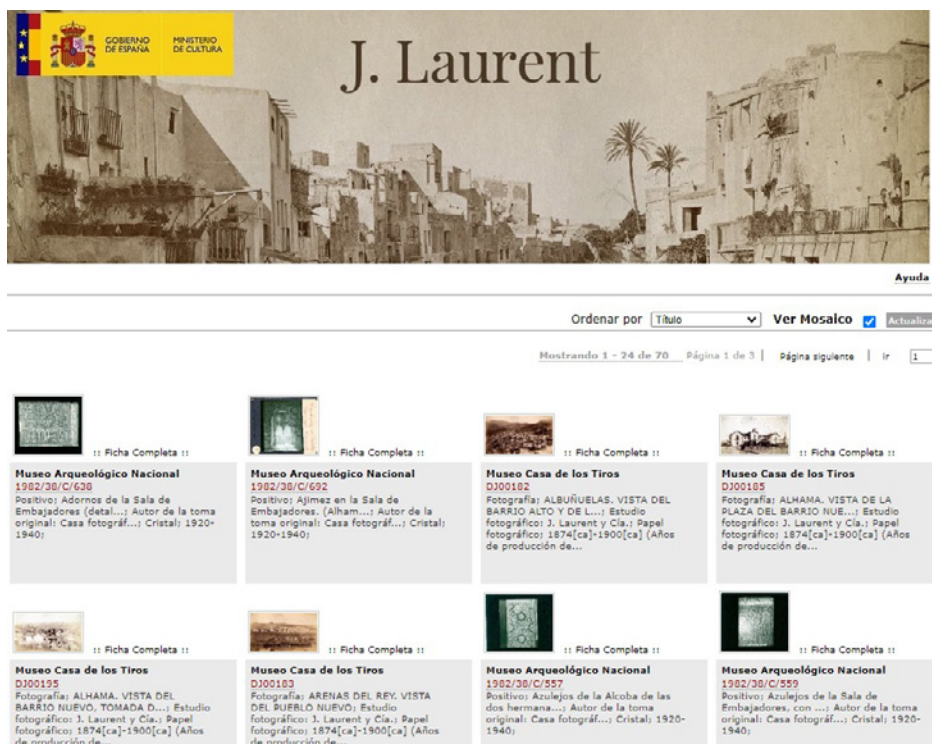 GOBIERNO
DE ESPAÑA
MINISTERIO
DE CULTURA
J. Laurent
Ayuda
Ordenar por Título Ver Mosaico Actualiza
Mostrando 1 - 24 de 70 Página 1 de 3 | Página siguiente | Ir 1
:: Ficha Completa ::
Museo Arqueológico Nacional
1982/38/C/638
Positivo; Adornos de la Sala de
Embajadores (detal...; Autor de la toma
original: Casa fotográf...; Cristal; 1920-
1940;
:: Ficha Completa ::
Museo Arqueológico Nacional
1982/38/C/692
Positivo; Ajimez en la Sala de
Embajadores. (Alham...; Autor de la
toma original: Casa fotográf...; Cristal;
1920-1940;
:: Ficha Completa ::
Museo Casa de los Tiros
DJ00182
Fotografía; ALBUÑUELAS. VISTA DEL
BARRIO ALTO Y DE L...; Estudio
fotográfico: J. Laurent y Cía.; Papel
fotográfico; 1874[ca]-1900[ca] (Años
de producción de...
:: Ficha Completa ::
Museo Casa de los Tiros
DJ00185
Fotografía; ALHAMA. VISTA DE LA
PLAZA DEL BARRIO NUE...; Estudio
fotográfico: J. Laurent y Cía.; Papel
fotográfico; 1874[ca]-1900[ca] (Años
de producción de...
:: Ficha Completa ::
Museo Casa de los Tiros
DJ00195
Fotografía; ALHAMA. VISTA DEL
BARRIO NUEVO, TOMADA D...; Estudio
fotográfico: J. Laurent y Cía.; Papel
fotográfico; 1874[ca]-1900[ca] (Años
de producción de...
:: Ficha Completa ::
Museo Casa de los Tiros
DJ00183
Fotografía; ARENAS DEL REY. VISTA
DEL PUEBLO NUEVO; Estudio
fotográfico: J. Laurent y Cía.; Papel
fotográfico; 1874[ca]-1900[ca] (Años
de producción de...
:: Ficha Completa ::
Museo Arqueológico Nacional
1982/38/C/557
Positivo; Azulejos de la Alcoba de las
dos hermana...; Autor de la toma
original: Casa fotográf...; Cristal; 1920-
1940;
:: Ficha Completa ::
Museo Arqueológico Nacional
1982/38/C/559
Positivo; Azulejos de la Sala de
Embajadores, con ...; Autor de la toma
original: Casa fotográf...; Cristal; 1920-
1940;